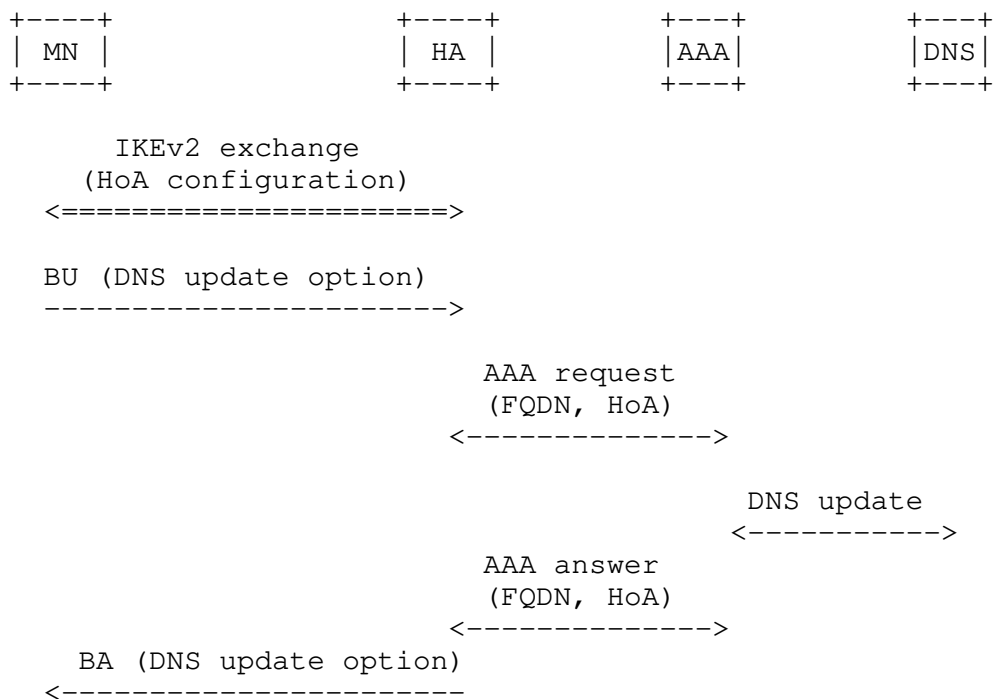 MN HA AAA DNS
IKEv2 exchange
(HoA configuration)
BU (DNS update option)
AAA request
(FQDN, HoA)
DNS update
AAA answer
(FQDN, HoA)
BA (DNS update option)